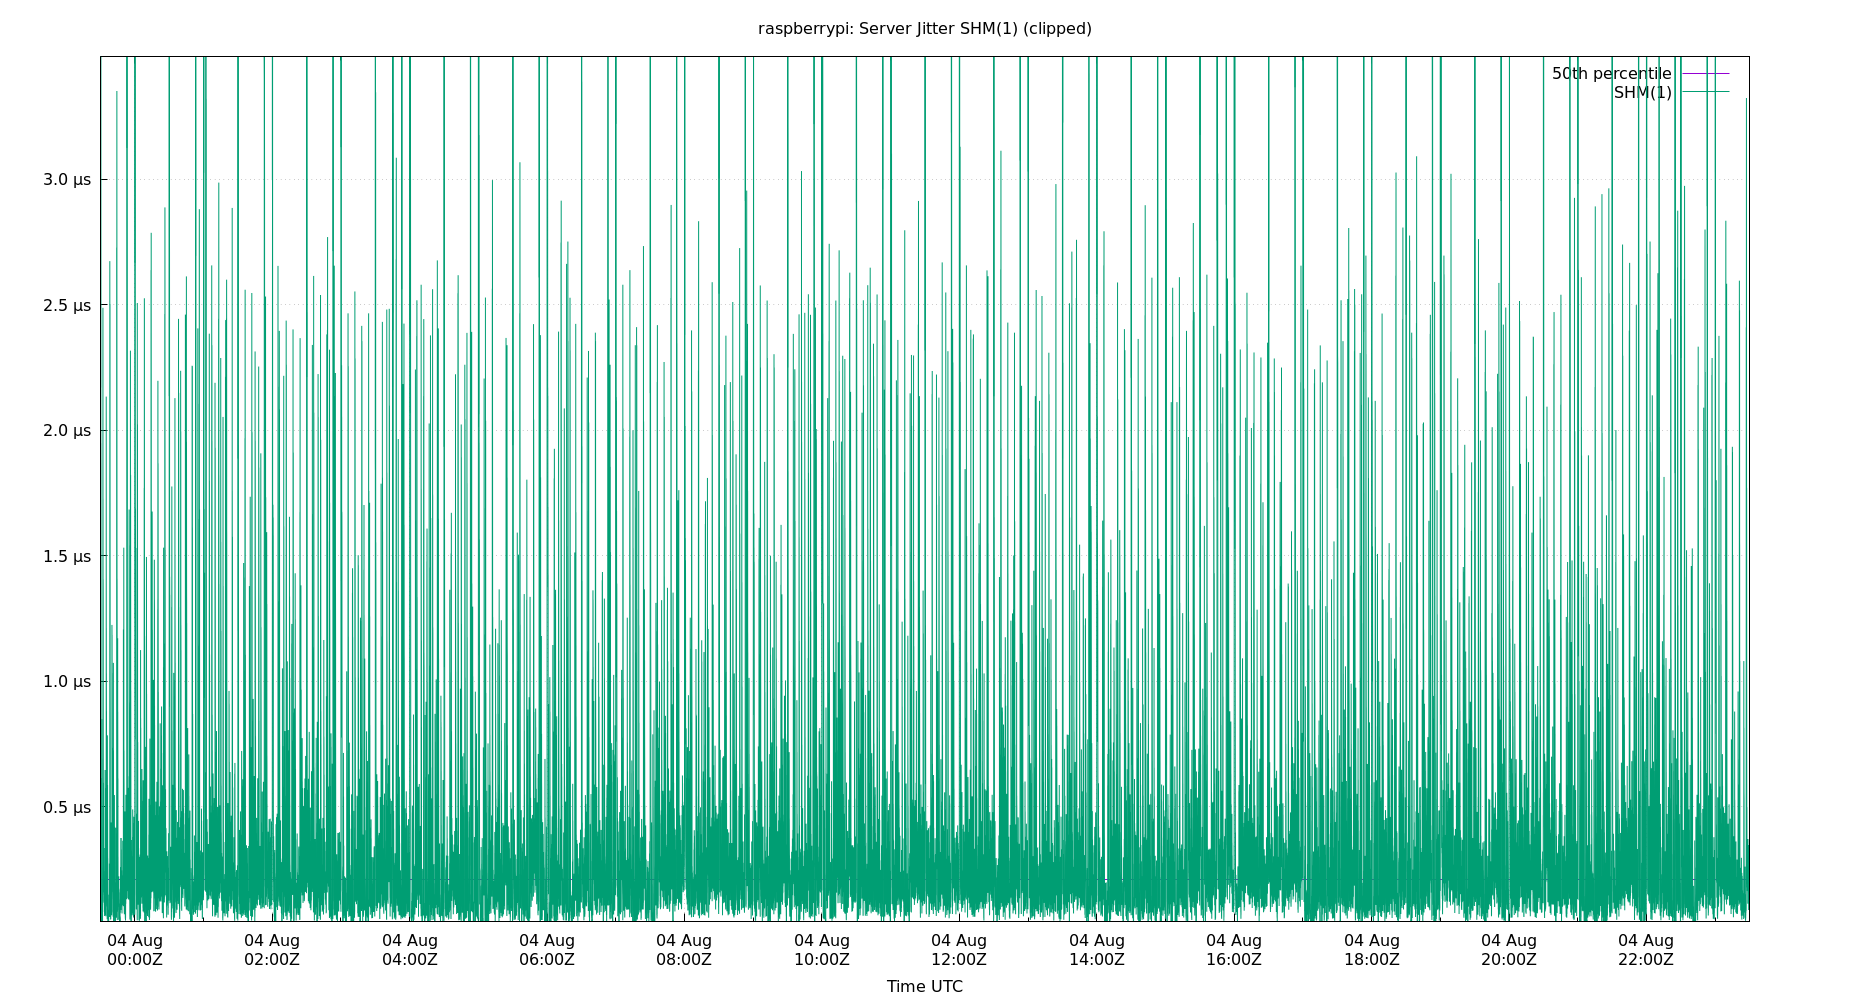 raspberrypi: Server Jitter SHM(1) (clipped)
50th percentile
SHM(1)
3.0 µs
2.5 µs
2.0 µs
1.5 µs
1.0 µs
0.5 µs
04 Aug 04 Aug 04 Aug 04 Aug 04 Aug 04 Aug 04 Aug 04 Aug 04 Aug 04 Aug 04 Aug 04 Aug
00:00Z 02:00Z 04:00Z 06:00Z 08:00Z 10:00Z 12:00Z 14:00Z 16:00Z 18:00Z 20:00Z 22:00Z
Time UTC